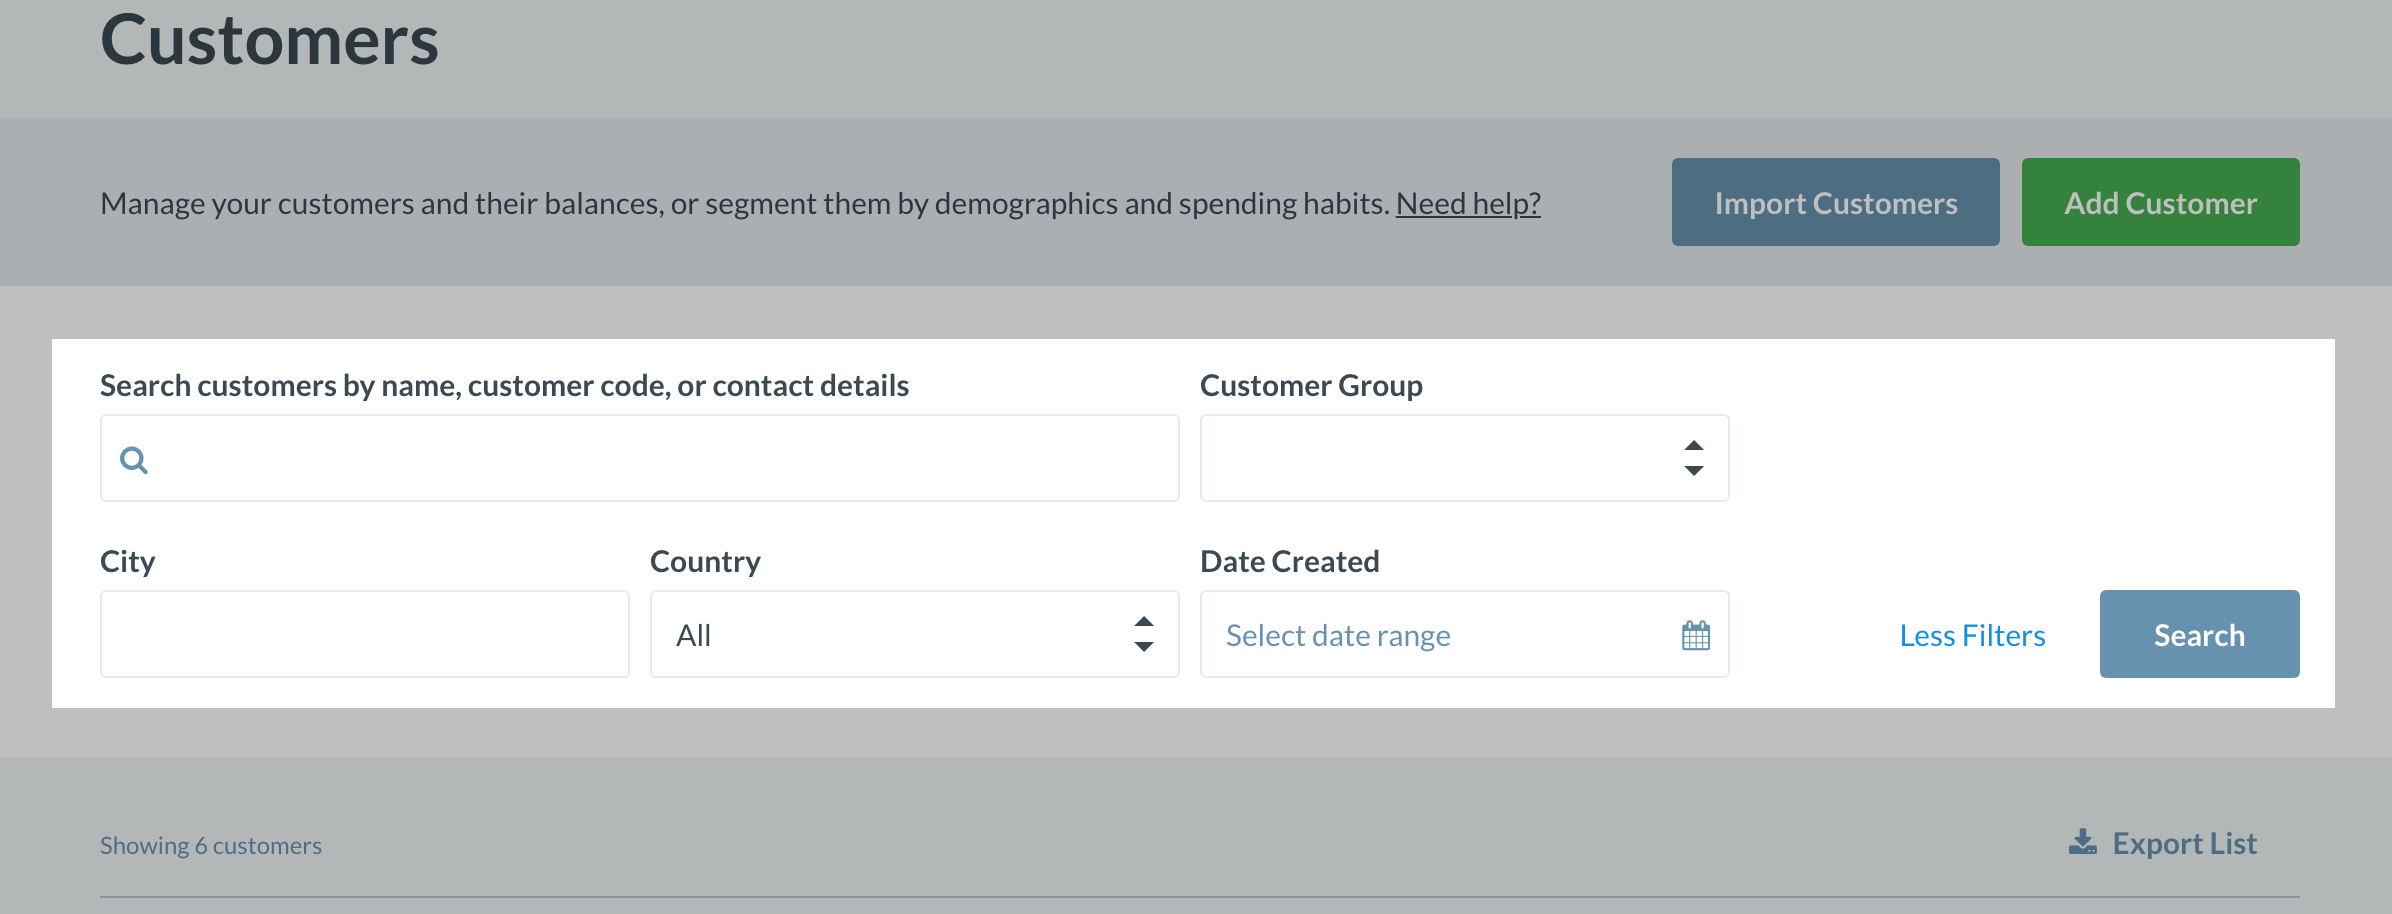 Customers
Manage your customers and their balances, or segment them by demographics and spending habits. Need help?
Import Customers
Add Customer
Search customers by name, customer code, or contact details
Customer Group
City
Country
Date Created
All
Select date range
Less Filters
Search
Showing 6 customers
Export List